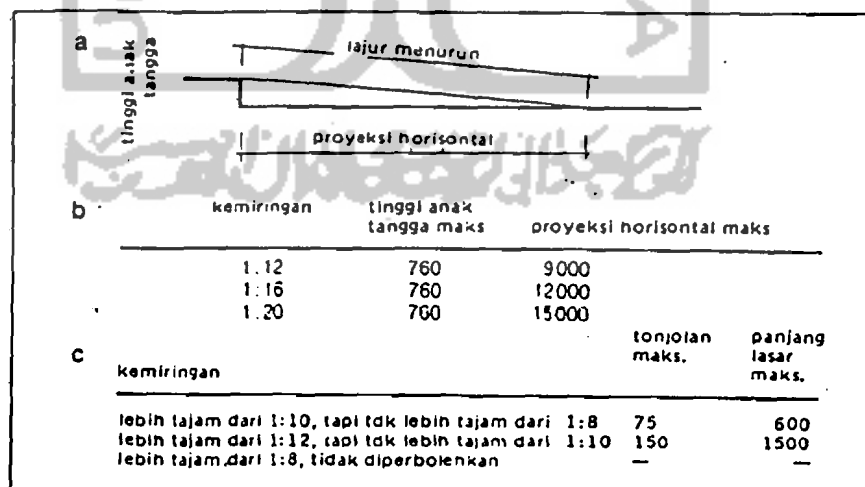 a
tinggi anak
tangga
lajur menurun
proyeksi horisontal
b
kemiringan tinggi anak tangga maks proyeksi horisontal maks
1:12 760 9000
1:16 760 12000
1:20 760 15000
c
kemiringan tonjolan maks. panjang lasar maks.
lebih tajam dari 1:10, tapi tdk lebih tajam dari 1:8 75 600
lebih tajam dari 1:12, tapi tdk lebih tajam dari 1:10 150 1500
lebih tajam dari 1:8, tidak diperbolehkan — —